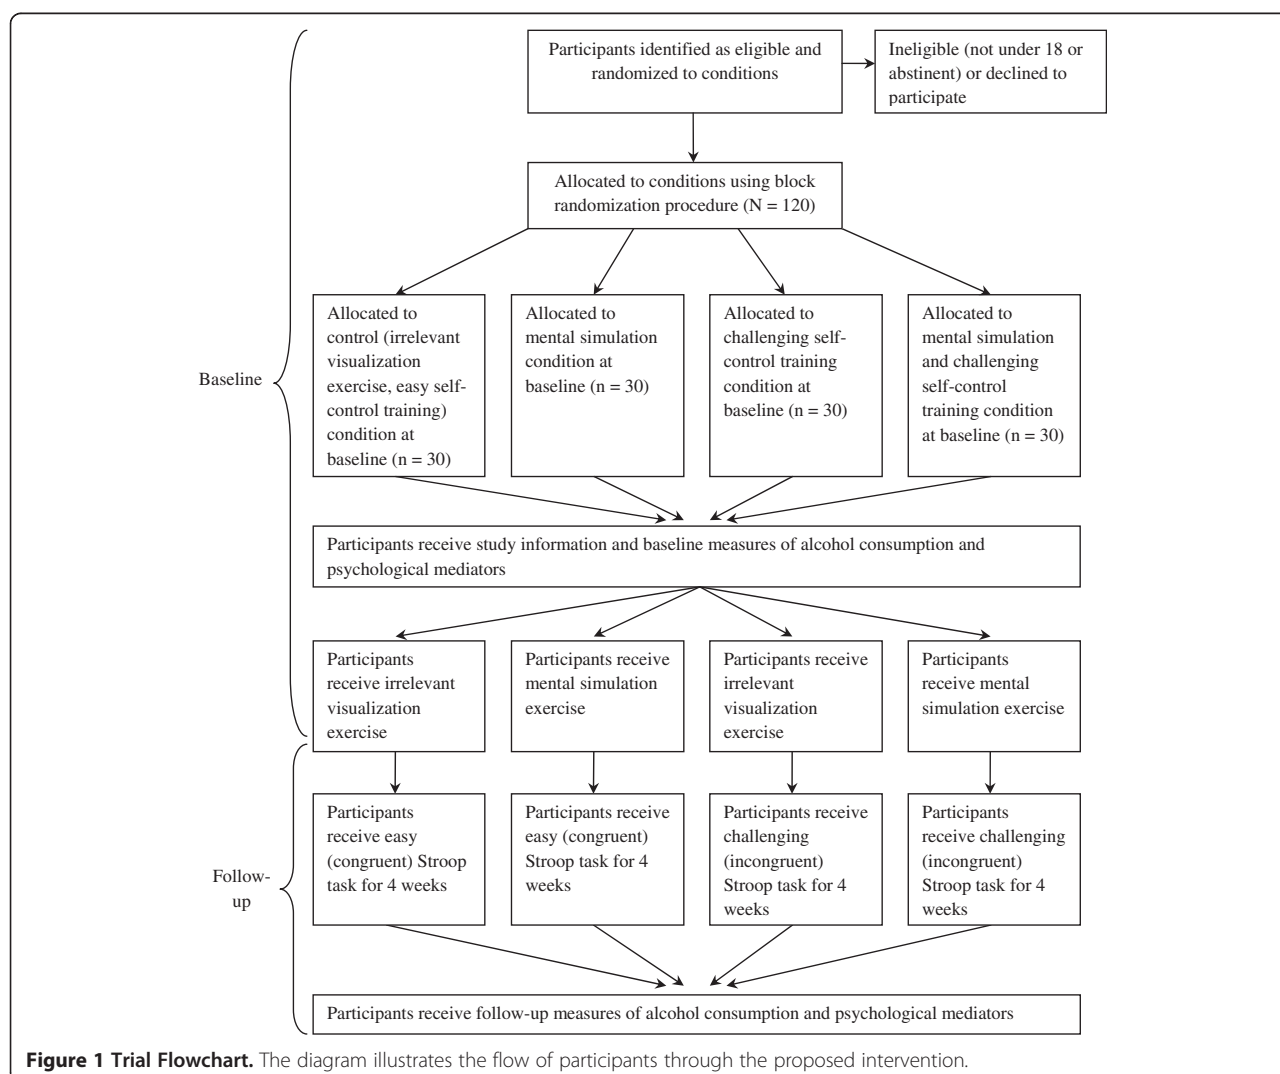 Participants identified as eligible and
randomized to conditions
Ineligible (not under 18 or
abstinent) or declined to
participate
Allocated to conditions using block
randomization procedure (N = 120)
Baseline
Allocated to
control (irrelevant
visualization
exercise, easy self-
control training)
condition at
baseline (n = 30)
Allocated to
mental simulation
condition at
baseline (n = 30)
Allocated to
challenging self-
control training
condition at
baseline (n = 30)
Allocated to
mental simulation
and challenging
self-control
training condition
at baseline (n = 30)
Participants receive study information and baseline measures of alcohol consumption and
psychological mediators
Participants
receive irrelevant
visualization
exercise
Participants receive
mental simulation
exercise
Participants receive
irrelevant
visualization
exercise
Participants
receive mental
simulation exercise
Follow-
up
Participants
receive easy
(congruent) Stroop
task for 4 weeks
Participants receive
easy (congruent)
Stroop task for 4
weeks
Participants receive
challenging
(incongruent)
Stroop task for 4
weeks
Participants
receive challenging
(incongruent)
Stroop task for 4
weeks
Participants receive follow-up measures of alcohol consumption and psychological mediators
Figure 1 Trial Flowchart. The diagram illustrates the flow of participants through the proposed intervention.